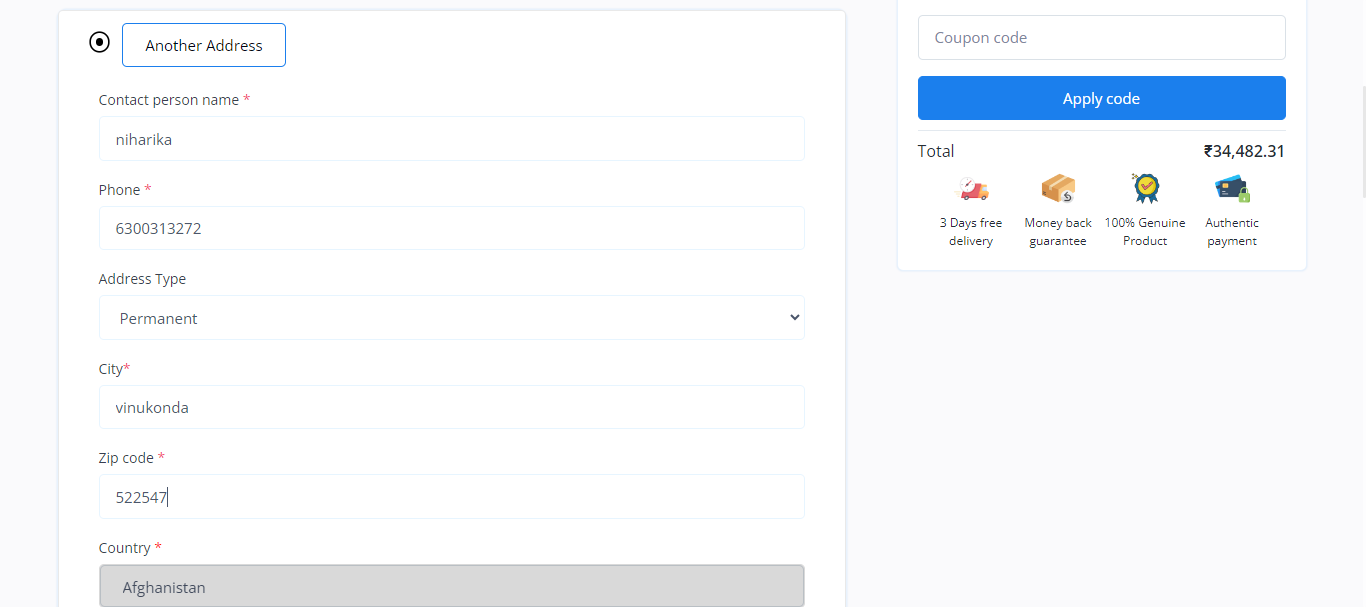 Another Address
Contact person name *
niharika
Phone *
6300313272
Address Type
Permanent
City*
vinukonda
Zip code *
522547
Country *
Afghanistan
Coupon code
Apply code
Total ₹34,482.31
3 Days free
delivery
Money back
guarantee
100% Genuine
Product
Authentic
payment